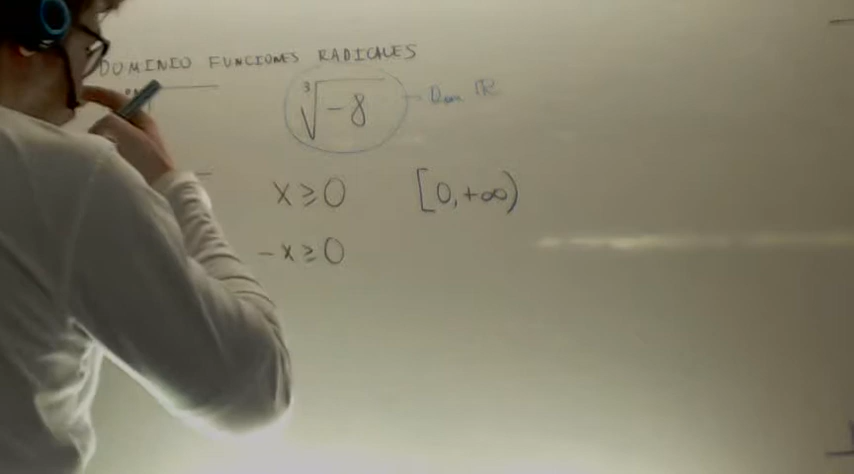 DOMINIO FUNCIONES RADICALES
∛-8 - Dom ℝ
x ≥ 0 [0, +∞)
-x ≥ 0